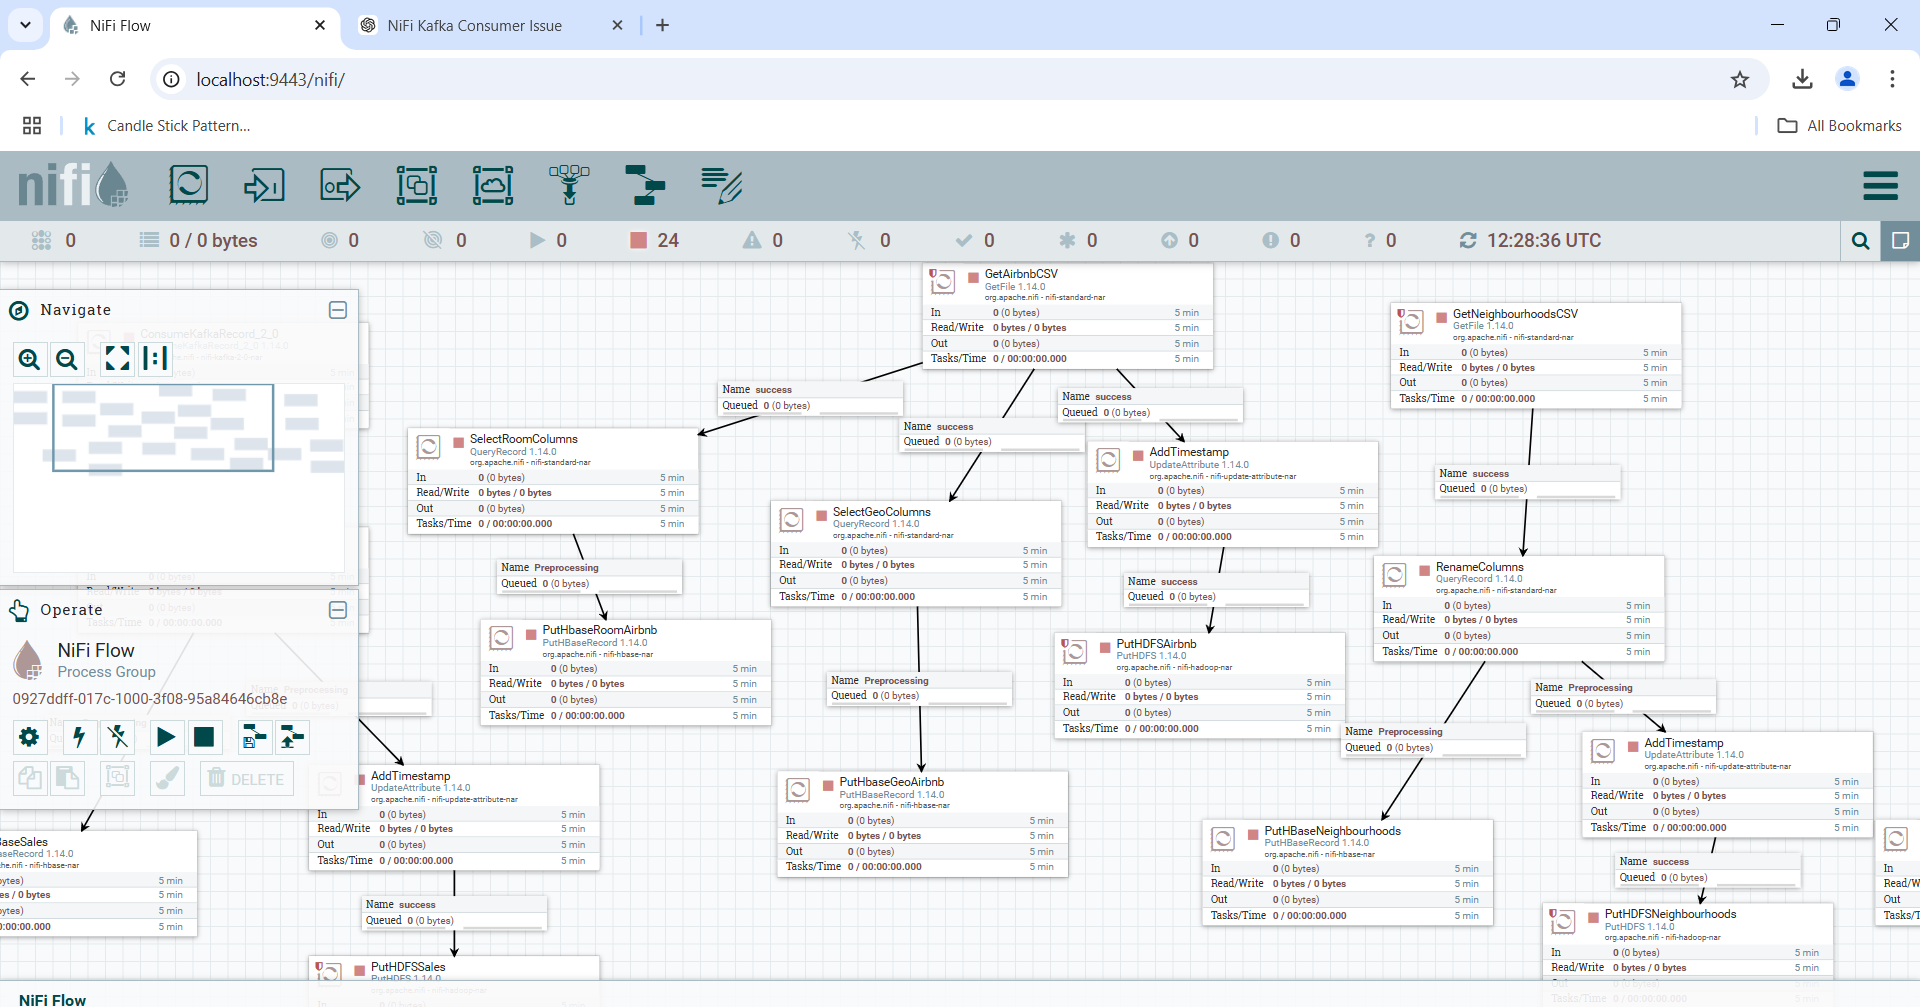 NiFi Flow
NiFi Kafka Consumer Issue
localhost:9443/nifi/
Candle Stick Pattern...
All Bookmarks
nifi
0
0 / 0 bytes
0
0
0
24
0
0
0
0
0
0
? 0
12:28:36 UTC
Navigate
ConsumeKafkaRecord_2_0
Operate
NiFi Flow
Process Group
0927ddff-017c-1000-3f08-95a84646cb8e
DELETE
GetAirbnbCSV
GetFile 1.14.0
org.apache.nifi - nifi-standard-nar
In 0 (0 bytes) 5 min
Read/Write 0 bytes / 0 bytes 5 min
Out 0 (0 bytes) 5 min
Tasks/Time 0 / 00:00:00.000 5 min
GetNeighbourhoodsCSV
GetFile 1.14.0
org.apache.nifi - nifi-standard-nar
In 0 (0 bytes) 5 min
Read/Write 0 bytes / 0 bytes 5 min
Out 0 (0 bytes) 5 min
Tasks/Time 0 / 00:00:00.000 5 min
Name success
Queued 0 (0 bytes)
Name success
Queued 0 (0 bytes)
Name success
Queued 0 (0 bytes)
SelectRoomColumns
QueryRecord 1.14.0
org.apache.nifi - nifi-standard-nar
In 0 (0 bytes) 5 min
Read/Write 0 bytes / 0 bytes 5 min
Out 0 (0 bytes) 5 min
Tasks/Time 0 / 00:00:00.000 5 min
AddTimestamp
UpdateAttribute 1.14.0
org.apache.nifi - nifi-update-attribute-nar
In 0 (0 bytes) 5 min
Read/Write 0 bytes / 0 bytes 5 min
Out 0 (0 bytes) 5 min
Tasks/Time 0 / 00:00:00.000 5 min
Name success
Queued 0 (0 bytes)
SelectGeoColumns
QueryRecord 1.14.0
org.apache.nifi - nifi-standard-nar
In 0 (0 bytes) 5 min
Read/Write 0 bytes / 0 bytes 5 min
Out 0 (0 bytes) 5 min
Tasks/Time 0 / 00:00:00.000 5 min
Name Preprocessing
Queued 0 (0 bytes)
Name success
Queued 0 (0 bytes)
RenameColumns
QueryRecord 1.14.0
org.apache.nifi - nifi-standard-nar
In 0 (0 bytes) 5 min
Read/Write 0 bytes / 0 bytes 5 min
Out 0 (0 bytes) 5 min
Tasks/Time 0 / 00:00:00.000 5 min
PutHbaseRoomAirbnb
PutHBaseRecord 1.14.0
org.apache.nifi - nifi-hbase-nar
In 0 (0 bytes) 5 min
Read/Write 0 bytes / 0 bytes 5 min
Out 0 (0 bytes) 5 min
Tasks/Time 0 / 00:00:00.000 5 min
PutHDFSAirbnb
PutHDFS 1.14.0
org.apache.nifi - nifi-hadoop-nar
In 0 (0 bytes) 5 min
Read/Write 0 bytes / 0 bytes 5 min
Out 0 (0 bytes) 5 min
Tasks/Time 0 / 00:00:00.000 5 min
Name Preprocessing
Queued 0 (0 bytes)
Name Preprocessing
Queued 0 (0 bytes)
Name Preprocessing
Queued 0 (0 bytes)
AddTimestamp
UpdateAttribute 1.14.0
org.apache.nifi - nifi-update-attribute-nar
In 0 (0 bytes) 5 min
Read/Write 0 bytes / 0 bytes 5 min
Out 0 (0 bytes) 5 min
Tasks/Time 0 / 00:00:00.000 5 min
AddTimestamp
UpdateAttribute 1.14.0
org.apache.nifi - nifi-update-attribute-nar
In 0 (0 bytes) 5 min
Read/Write 0 bytes / 0 bytes 5 min
Out 0 (0 bytes) 5 min
Tasks/Time 0 / 00:00:00.000 5 min
PutHbaseGeoAirbnb
PutHBaseRecord 1.14.0
org.apache.nifi - nifi-hbase-nar
In 0 (0 bytes) 5 min
Read/Write 0 bytes / 0 bytes 5 min
Out 0 (0 bytes) 5 min
Tasks/Time 0 / 00:00:00.000 5 min
PutHBaseNeighbourhoods
PutHBaseRecord 1.14.0
org.apache.nifi - nifi-hbase-nar
In 0 (0 bytes) 5 min
Read/Write 0 bytes / 0 bytes 5 min
Out 0 (0 bytes) 5 min
Tasks/Time 0 / 00:00:00.000 5 min
aseSales
seRecord 1.14.0
he.nifi - nifi-hbase-nar
ytes) 5 min
es / 0 bytes 5 min
ytes) 5 min
:00:00.000 5 min
In
Read/W
Out
Tasks/T
Name success
Queued 0 (0 bytes)
Name success
Queued 0 (0 bytes)
PutHDFSNeighbourhoods
PutHDFS 1.14.0
org.apache.nifi - nifi-hadoop-nar
In 0 (0 bytes) 5 min
Read/Write 0 bytes / 0 bytes 5 min
PutHDFSSales
PutHDFS 1.14.0
NiFi Flow